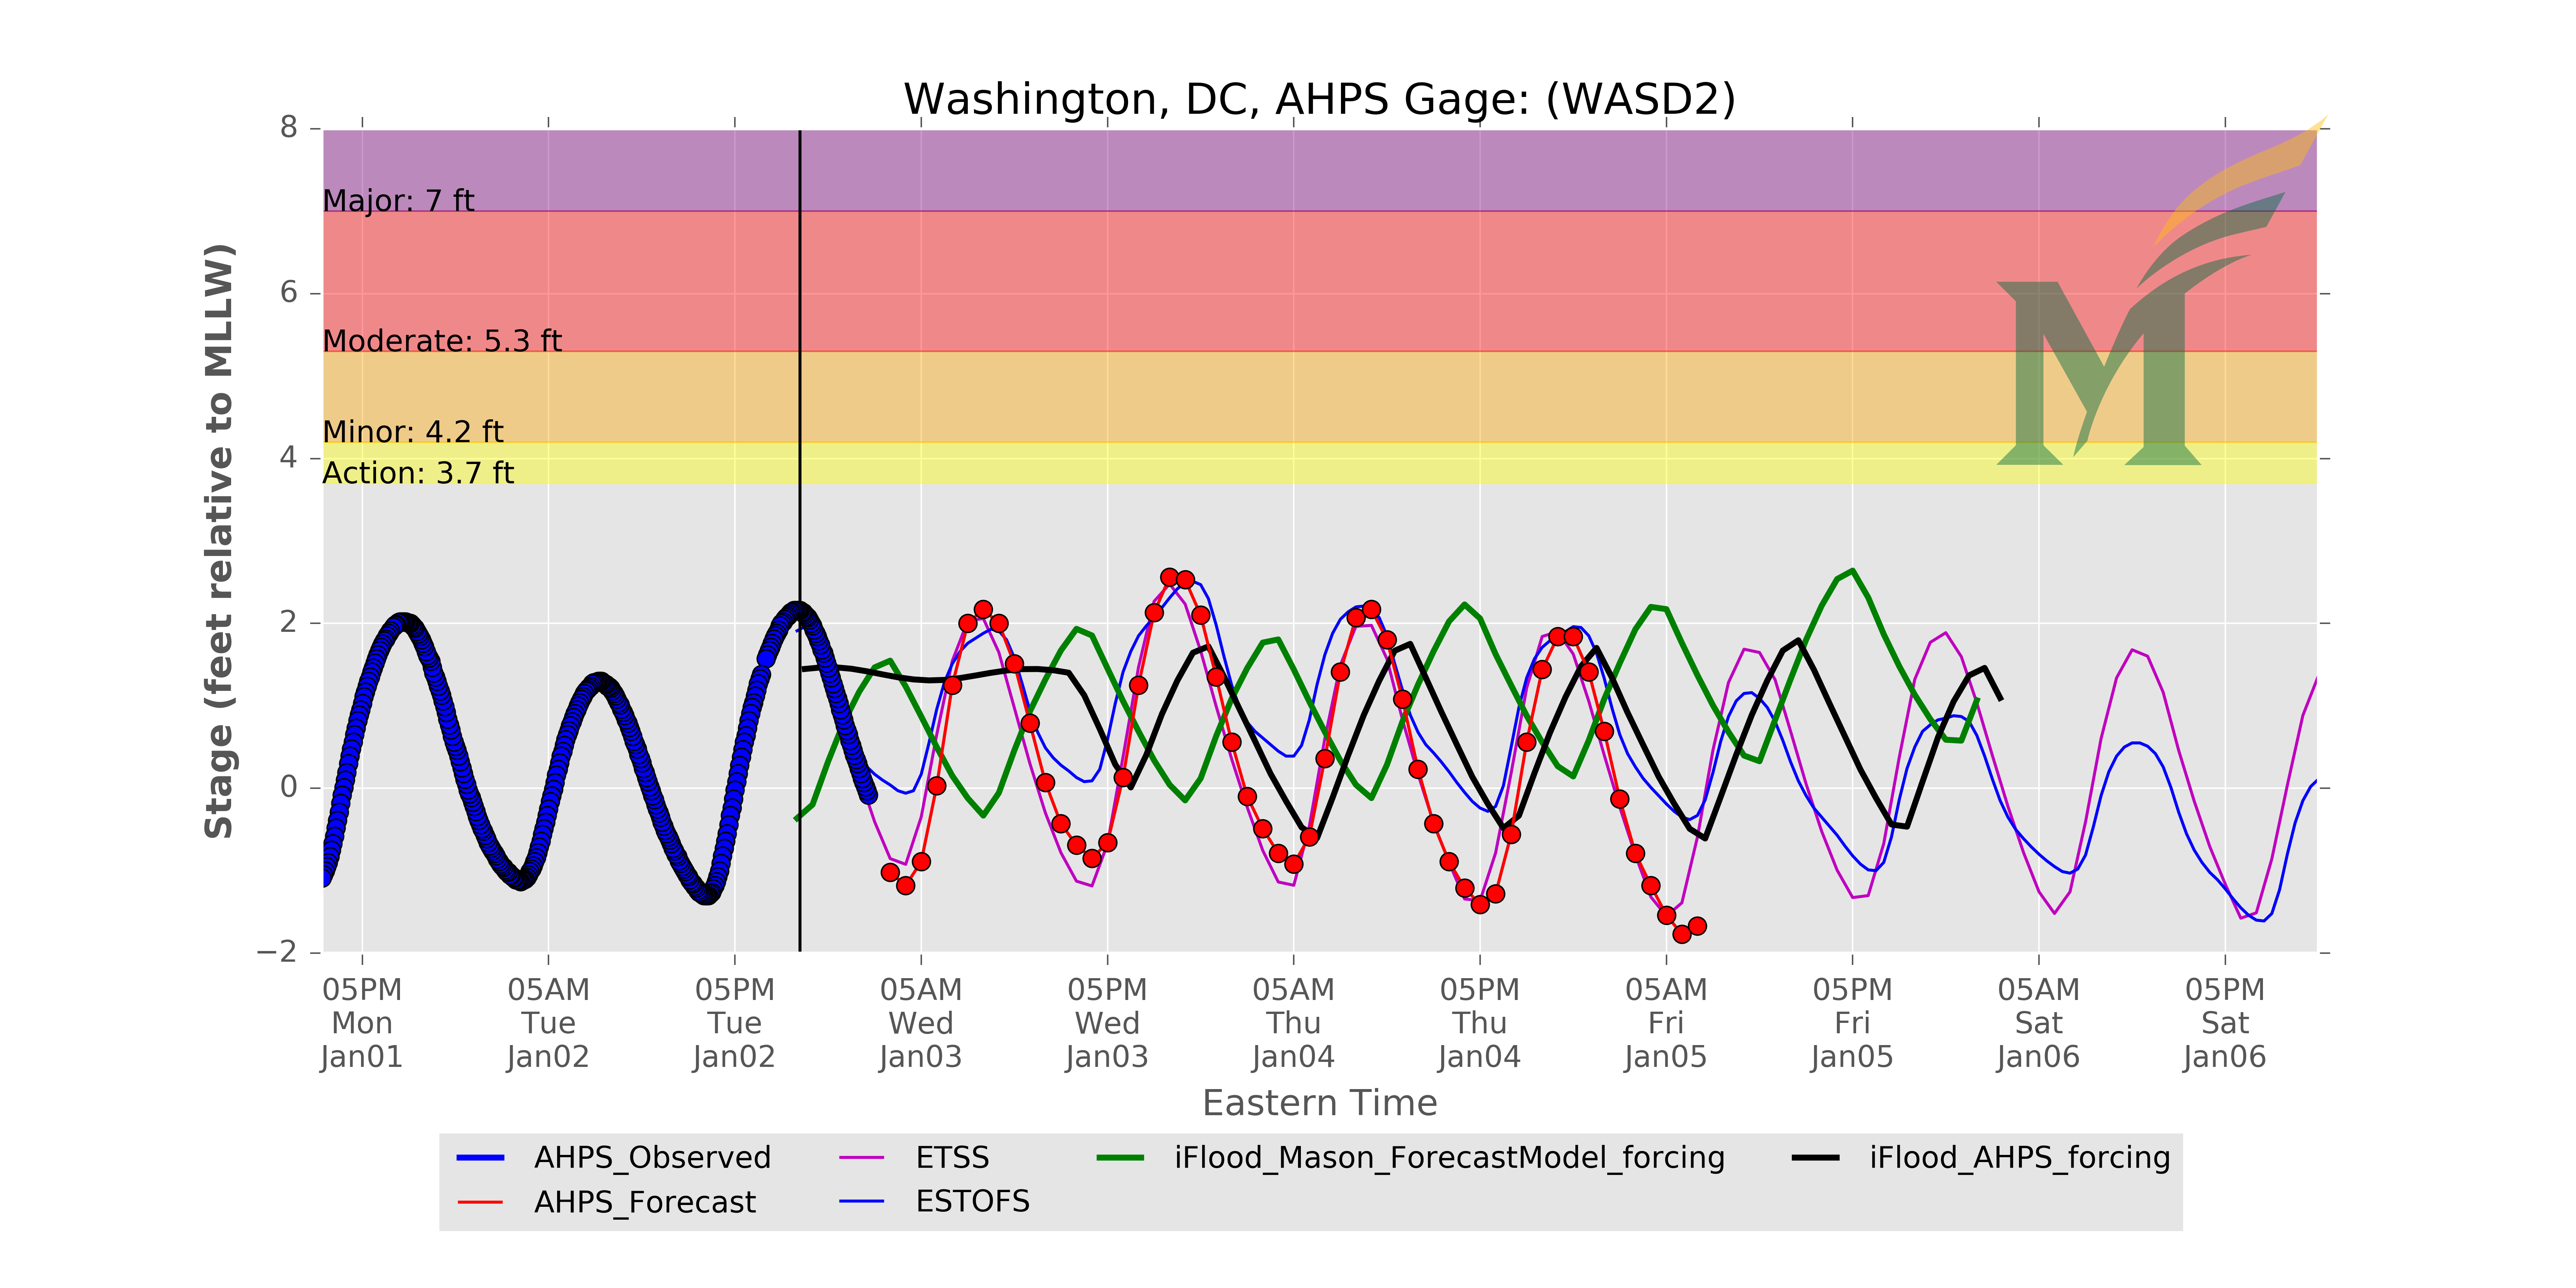 Washington, DC, AHPS Gage: (WASD2)
Stage (feet relative to MLLW)
8
6
4
2
0
−2
Major: 7 ft
Moderate: 5.3 ft
Minor: 4.2 ft
Action: 3.7 ft
05PM Mon Jan01
05AM Tue Jan02
05PM Tue Jan02
05AM Wed Jan03
05PM Wed Jan03
05AM Thu Jan04
05PM Thu Jan04
05AM Fri Jan05
05PM Fri Jan05
05AM Sat Jan06
05PM Sat Jan06
Eastern Time
AHPS_Observed
AHPS_Forecast
ETSS
ESTOFS
iFlood_Mason_ForecastModel_forcing
iFlood_AHPS_forcing
M